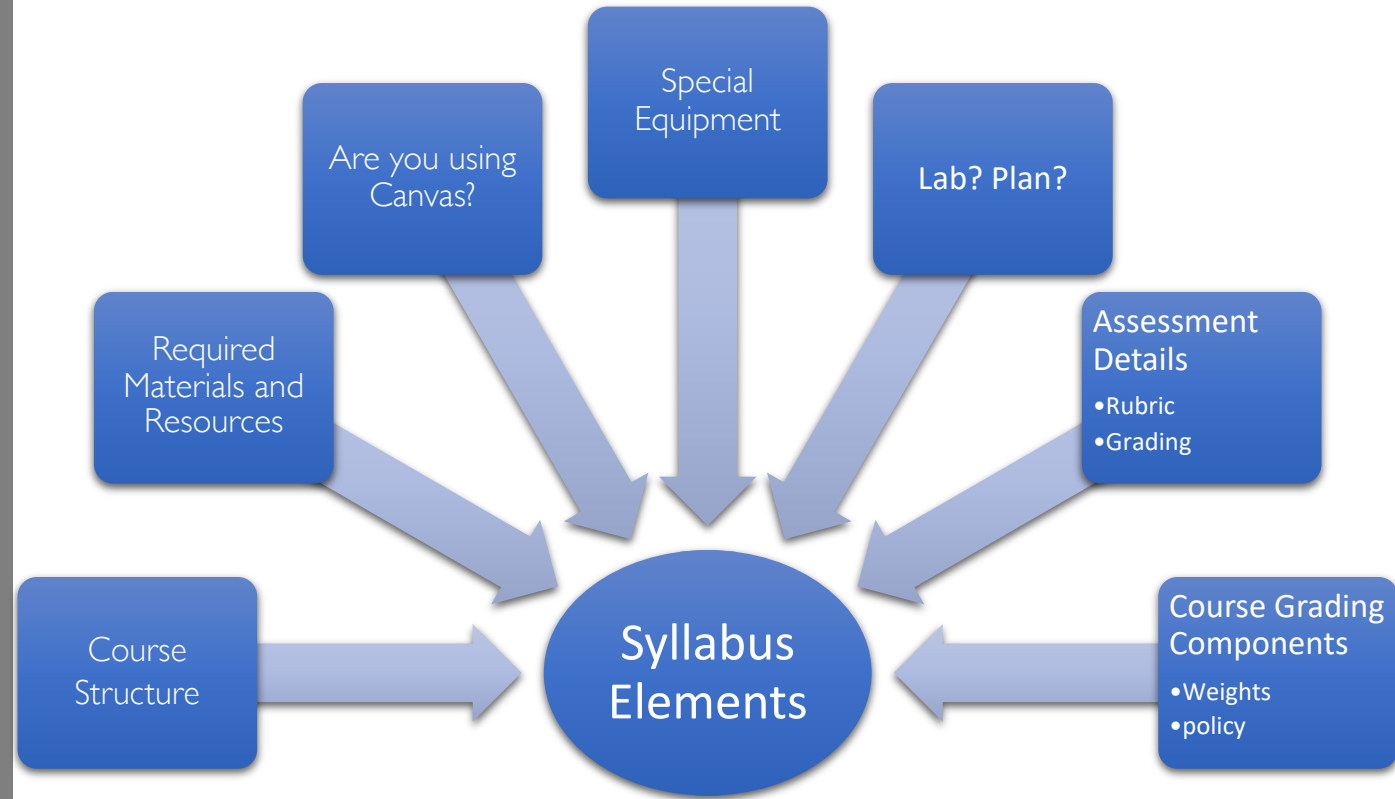 Course
Structure
Required
Materials and
Resources
Are you using
Canvas?
Special
Equipment
Lab? Plan?
Assessment
Details
•Rubric
•Grading
Course Grading
Components
•Weights
•policy
Syllabus
Elements